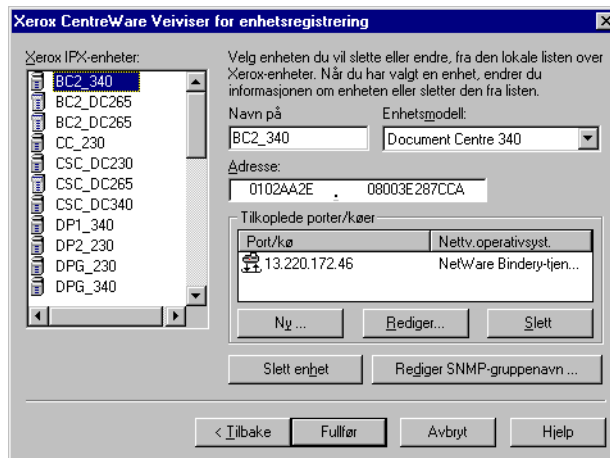 Xerox CentreWare Veiviser for enhetsregistrering
Xerox IPX-enheter:
BC2_340
BC2_DC265
BC2_DC265
CC_230
CSC_DC230
CSC_DC265
CSC_DC340
DP1_340
DP2_230
DPG_230
DPG_340
Velg enheten du vil slette eller endre, fra den lokale listen over
Xerox-enheter. Når du har valgt en enhet, endrer du
informasjonen om enheten eller sletter den fra listen.
Navn på Enhetsmodell:
BC2_340 Document Centre 340
Adresse:
0102AA2E . 08003E287CCA
Tilkoplede porter/køer
Port/kø Nettv.operativsyst.
13.220.172.46 NetWare Bindery-tjen...
Ny ... Rediger... Slett
Slett enhet Rediger SNMP-gruppenavn ...
< Tilbake Fullfør Avbryt Hjelp